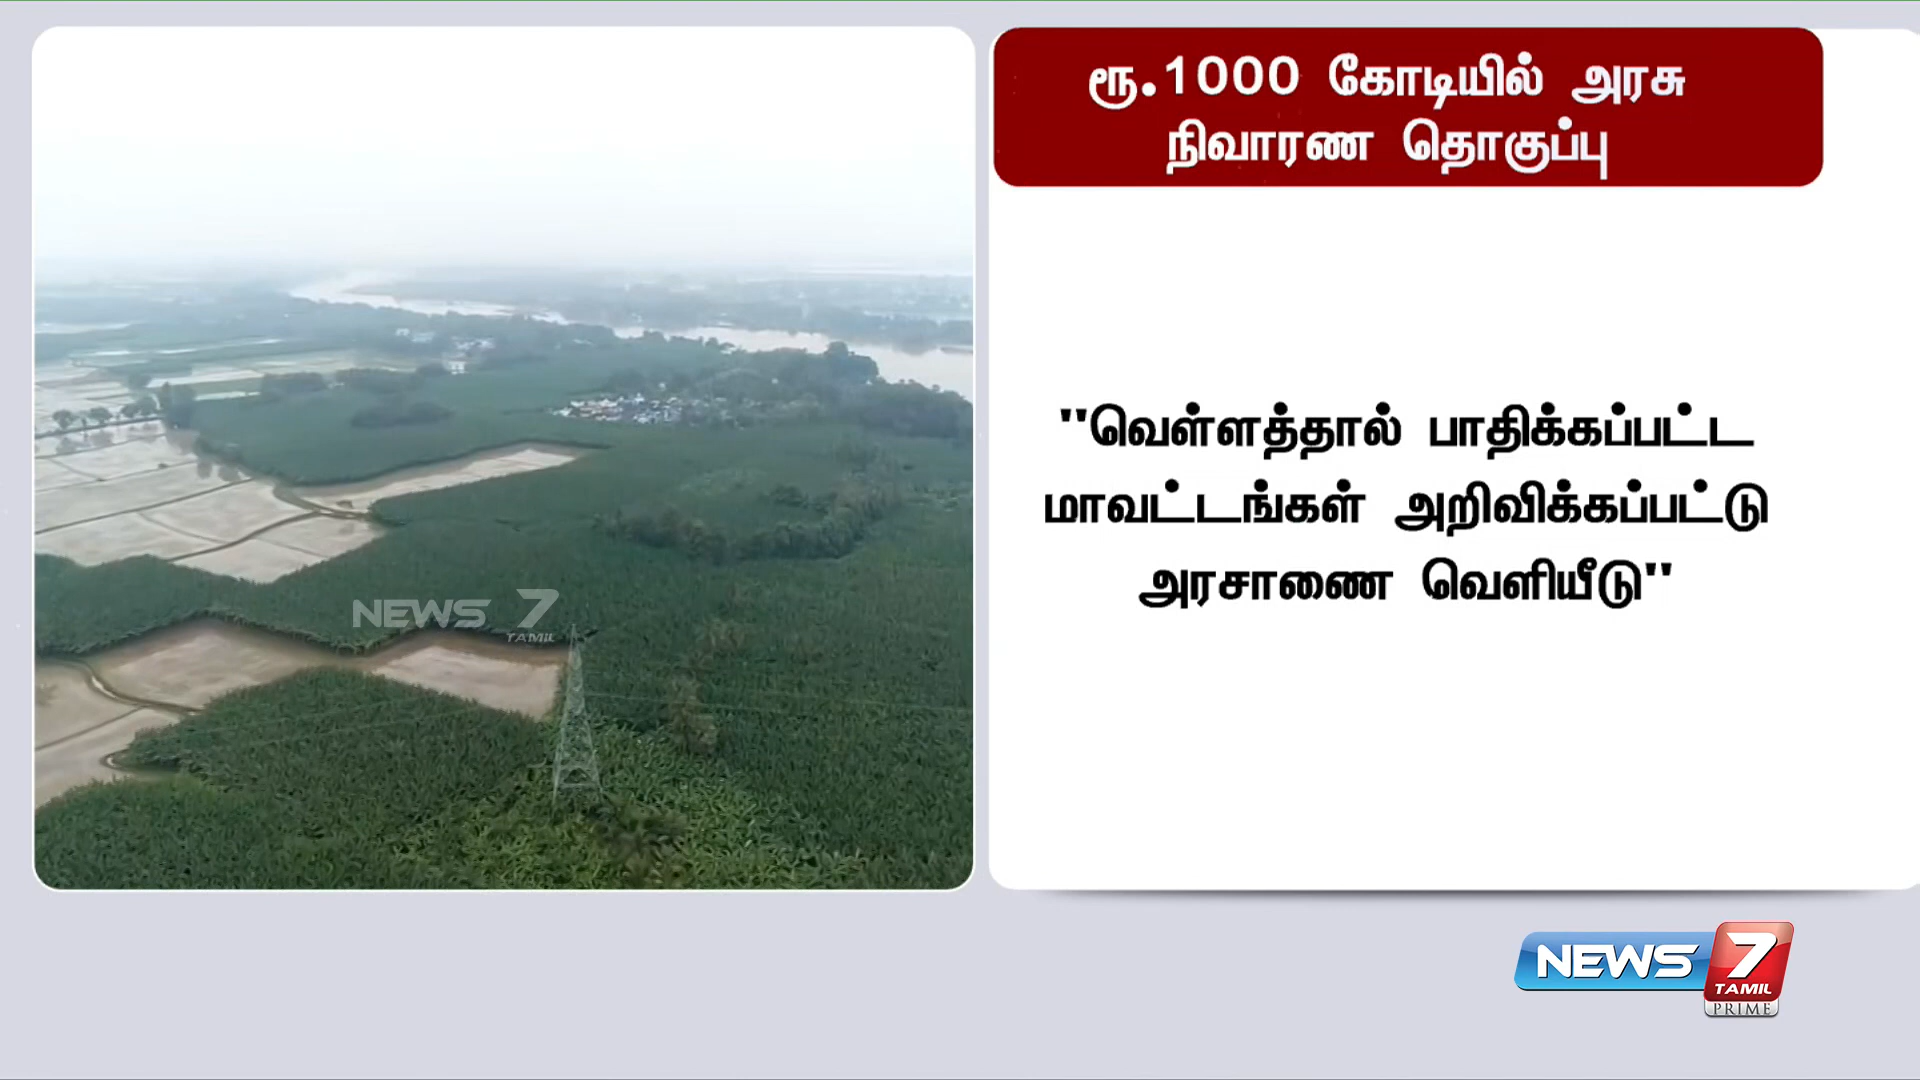 ரூ.1000 கோடியில் அரசு
நிவாரண தொகுப்பு
"வெள்ளத்தால் பாதிக்கப்பட்ட
மாவட்டங்கள் அறிவிக்கப்பட்டு
அரசாணை வெளியீடு"
NEWS 7
TAMIL
NEWS 7
TAMIL
PRIME